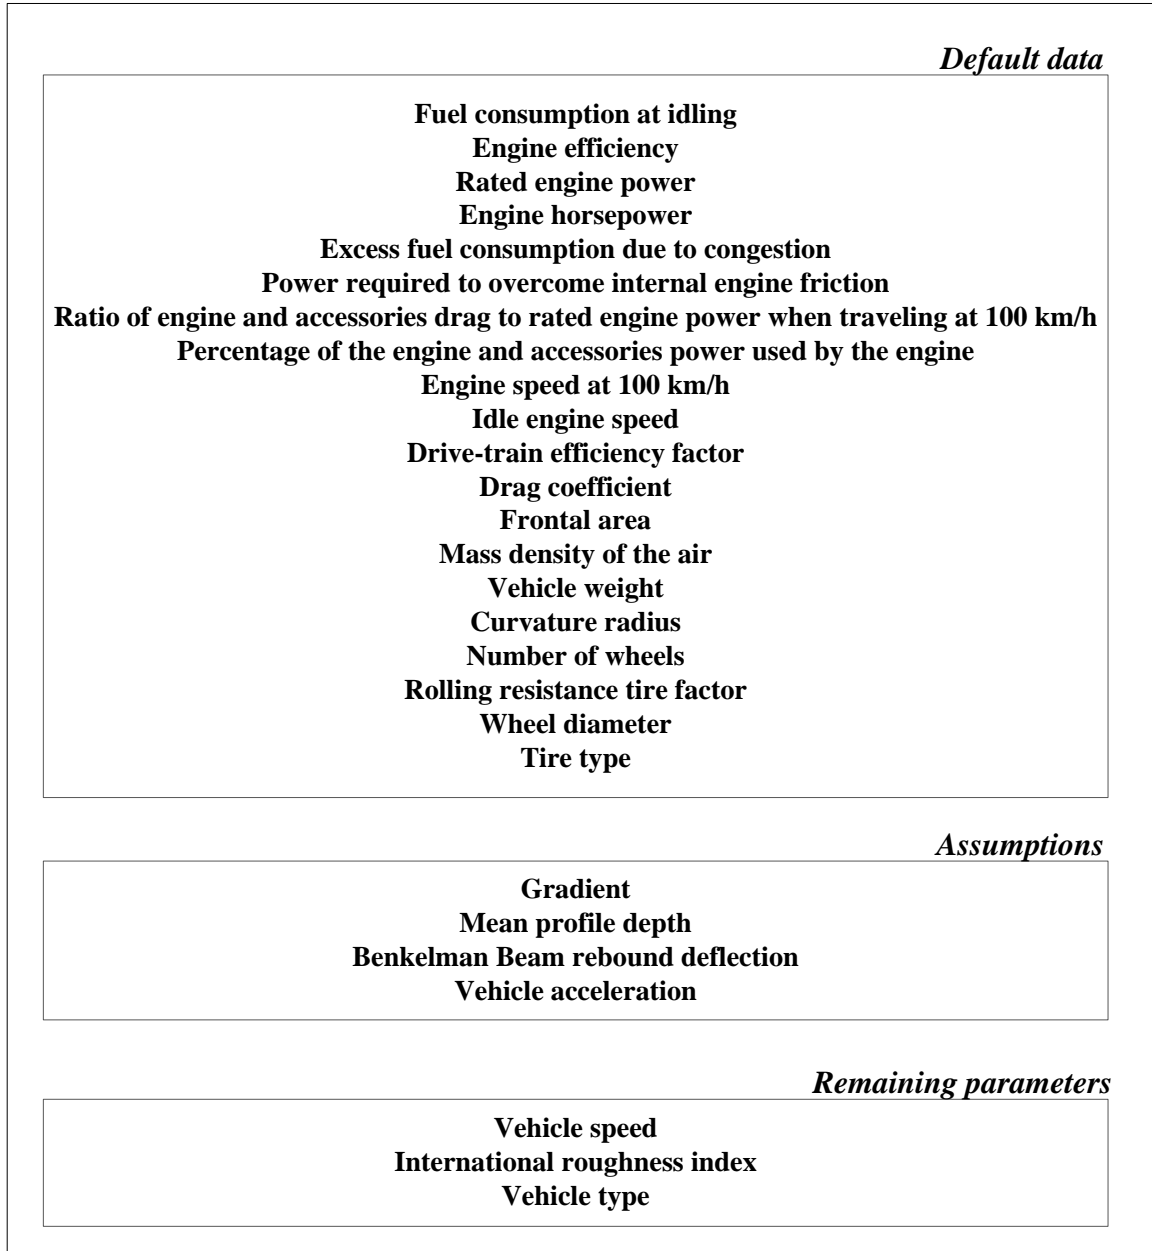 Default data
Fuel consumption at idling
Engine efficiency
Rated engine power
Engine horsepower
Excess fuel consumption due to congestion
Power required to overcome internal engine friction
Ratio of engine and accessories drag to rated engine power when traveling at 100 km/h
Percentage of the engine and accessories power used by the engine
Engine speed at 100 km/h
Idle engine speed
Drive-train efficiency factor
Drag coefficient
Frontal area
Mass density of the air
Vehicle weight
Curvature radius
Number of wheels
Rolling resistance tire factor
Wheel diameter
Tire type
Assumptions
Gradient
Mean profile depth
Benkelman Beam rebound deflection
Vehicle acceleration
Remaining parameters
Vehicle speed
International roughness index
Vehicle type